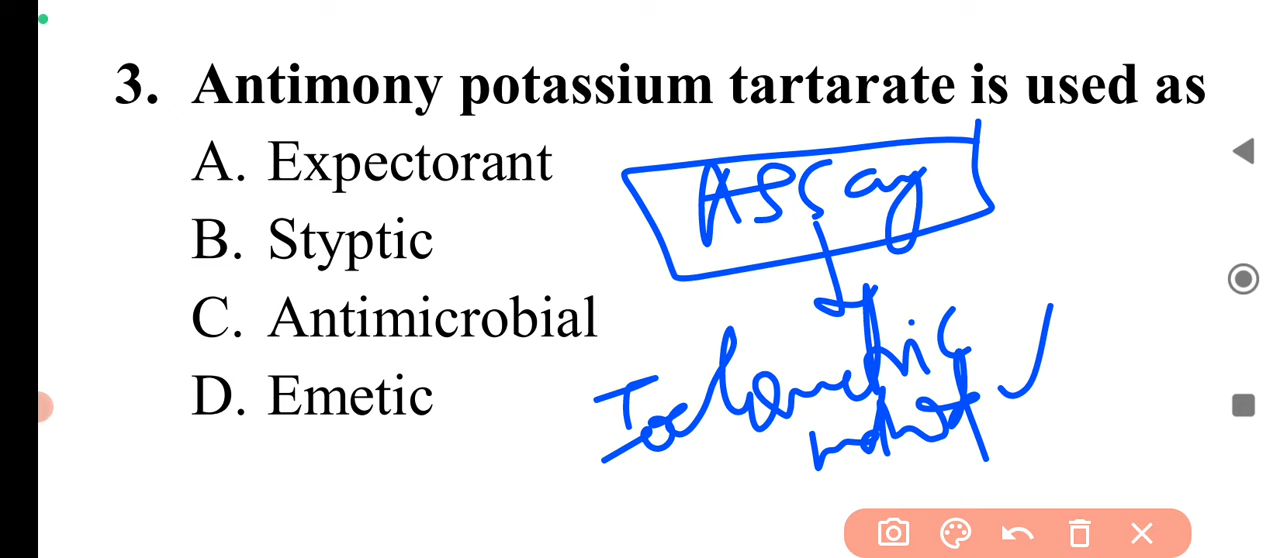 3. Antimony potassium tartarate is used as
A. Expectorant
B. Styptic
C. Antimicrobial
D. Emetic
Assay